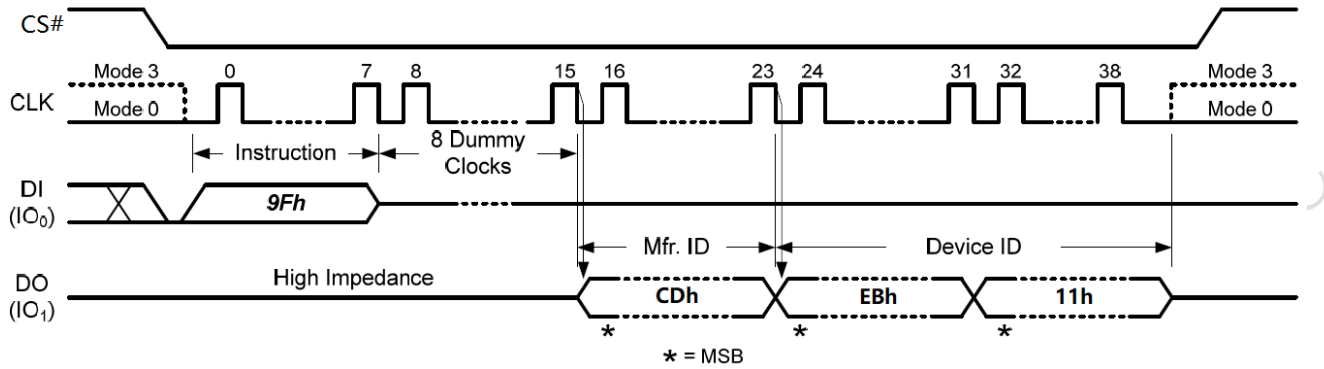 CS#
Mode 3 0 7 8 15 16 23 24 31 32 38 Mode 3
CLK
Mode 0 Mode 0
Instruction 8 Dummy
Clocks
DI
(IO₀)
9Fh
Mfr. ID Device ID
High Impedance
DO
(IO₁)
CDh EBh 11h
* * *
* = MSB